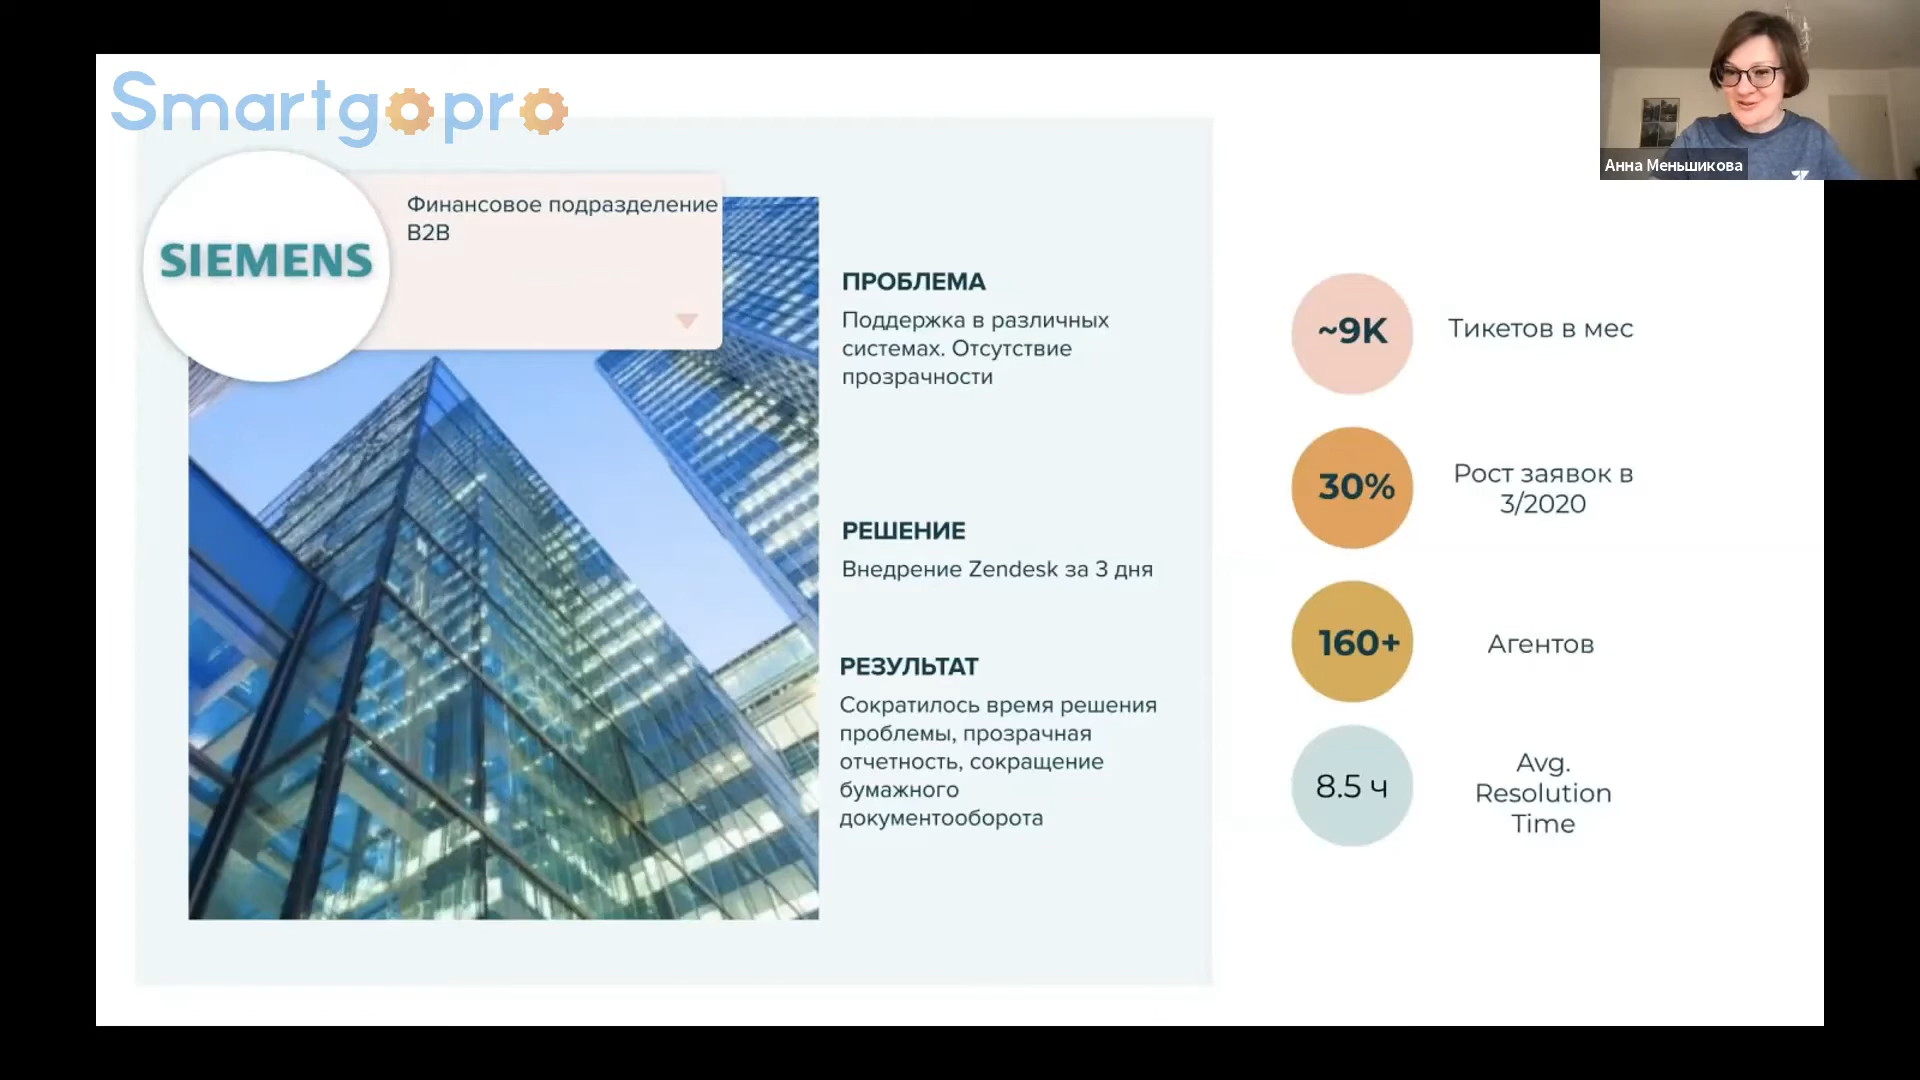 Smartgopro
SIEMENS
Финансовое подразделение
B2B
ПРОБЛЕМА
Поддержка в различных
системах. Отсутствие
прозрачности
РЕШЕНИЕ
Внедрение Zendesk за 3 дня
РЕЗУЛЬТАТ
Сократилось время решения
проблемы, прозрачная
отчетность, сокращение
бумажного
документооборота
~9K
Тикетов в мес
30%
Рост заявок в
3/2020
160+
Агентов
8.5 ч
Avg.
Resolution
Time
Анна Меньшикова